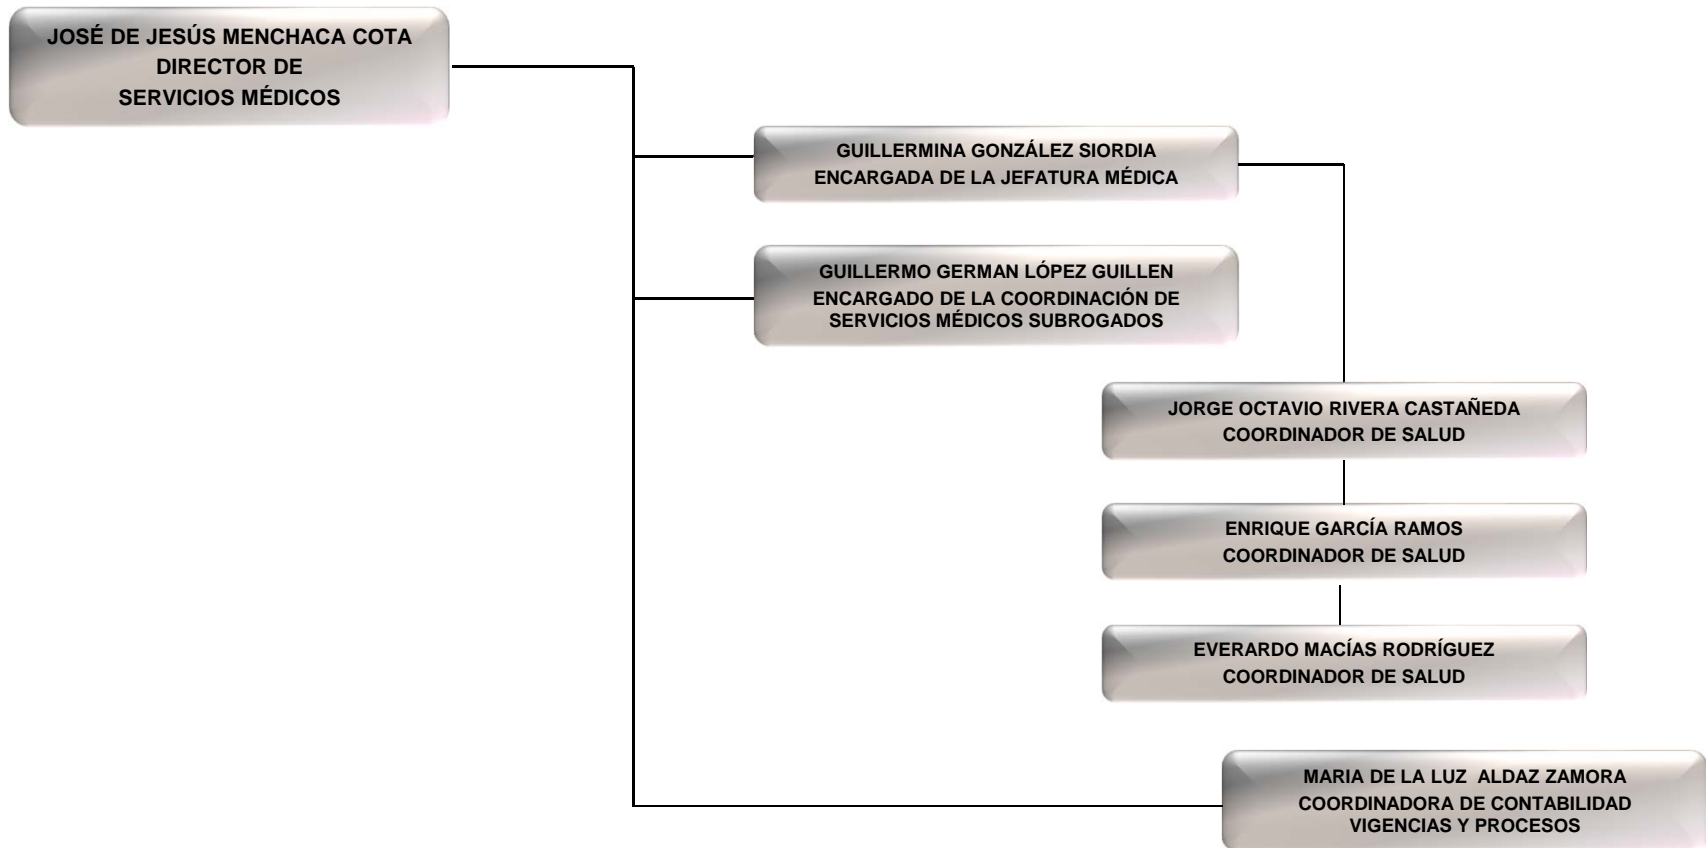 JOSÉ DE JESÚS MENCHACA COTA
DIRECTOR DE
SERVICIOS MÉDICOS
GUILLERMINA GONZÁLEZ SIORDIA
ENCARGADA DE LA JEFATURA MÉDICA
GUILLERMO GERMAN LÓPEZ GUILLEN
ENCARGADO DE LA COORDINACIÓN DE
SERVICIOS MÉDICOS SUBROGADOS
JORGE OCTAVIO RIVERA CASTAÑEDA
COORDINADOR DE SALUD
ENRIQUE GARCÍA RAMOS
COORDINADOR DE SALUD
EVERARDO MACÍAS RODRÍGUEZ
COORDINADOR DE SALUD
MARIA DE LA LUZ  ALDAZ ZAMORA
COORDINADORA DE CONTABILIDAD
VIGENCIAS Y PROCESOS